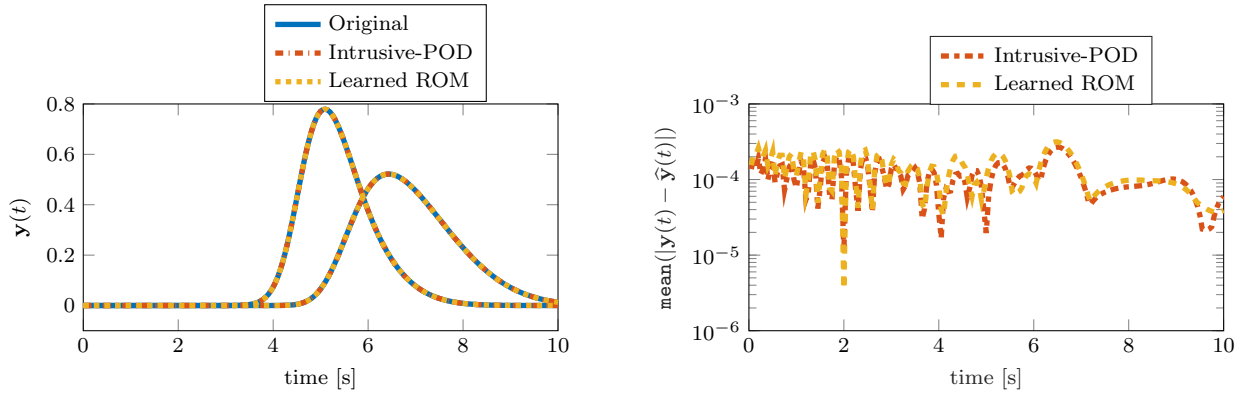 Original
Intrusive-POD
Learned ROM
0.8
0.6
0.4
0.2
0
y(t)
0 2 4 6 8 10
time [s]
Intrusive-POD
Learned ROM
10⁻³
10⁻⁴
10⁻⁵
10⁻⁶
mean(|y(t) − ŷ(t)|)
0 2 4 6 8 10
time [s]